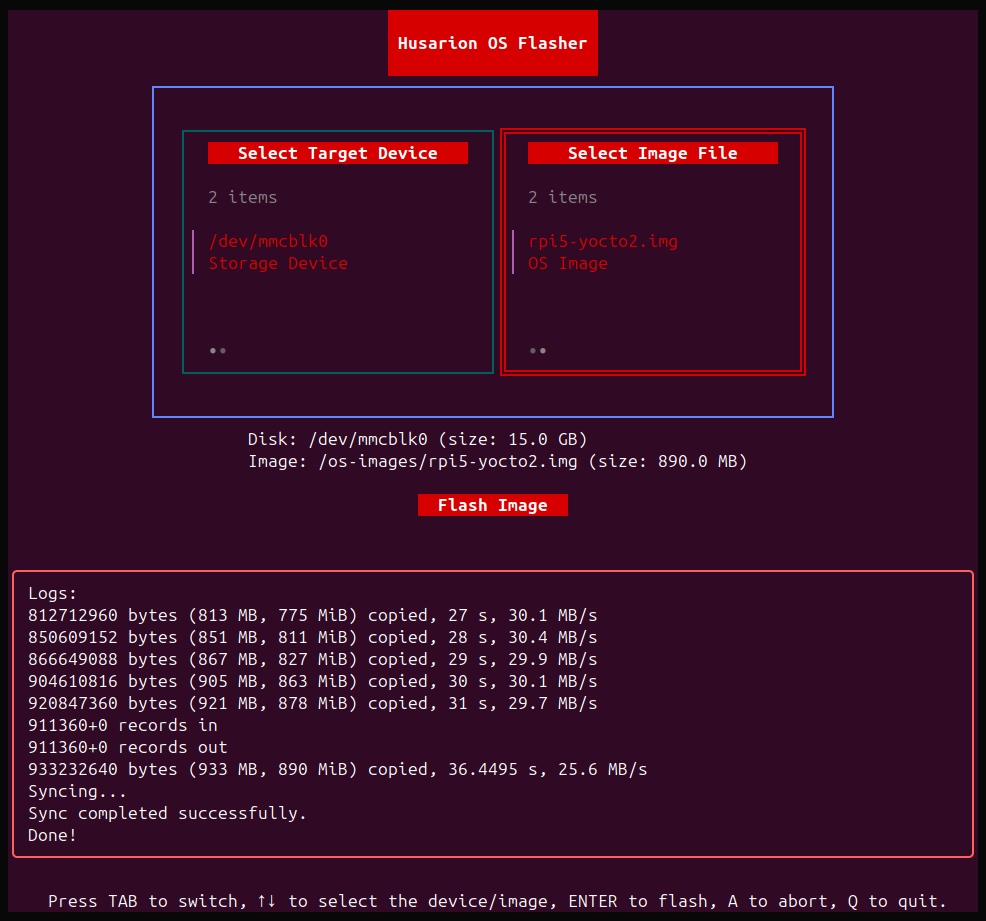 Husarion OS Flasher
Select Target Device
2 items
/dev/mmcblk0
Storage Device
••
Select Image File
2 items
rpi5-yocto2.img
OS Image
••
Disk: /dev/mmcblk0 (size: 15.0 GB)
Image: /os-images/rpi5-yocto2.img (size: 890.0 MB)
Flash Image
Logs:
812712960 bytes (813 MB, 775 MiB) copied, 27 s, 30.1 MB/s
850609152 bytes (851 MB, 811 MiB) copied, 28 s, 30.4 MB/s
866649088 bytes (867 MB, 827 MiB) copied, 29 s, 29.9 MB/s
904610816 bytes (905 MB, 863 MiB) copied, 30 s, 30.1 MB/s
920847360 bytes (921 MB, 878 MiB) copied, 31 s, 29.7 MB/s
911360+0 records in
911360+0 records out
933232640 bytes (933 MB, 890 MiB) copied, 36.4495 s, 25.6 MB/s
Syncing...
Sync completed successfully.
Done!
Press TAB to switch, ↑↓ to select the device/image, ENTER to flash, A to abort, Q to quit.